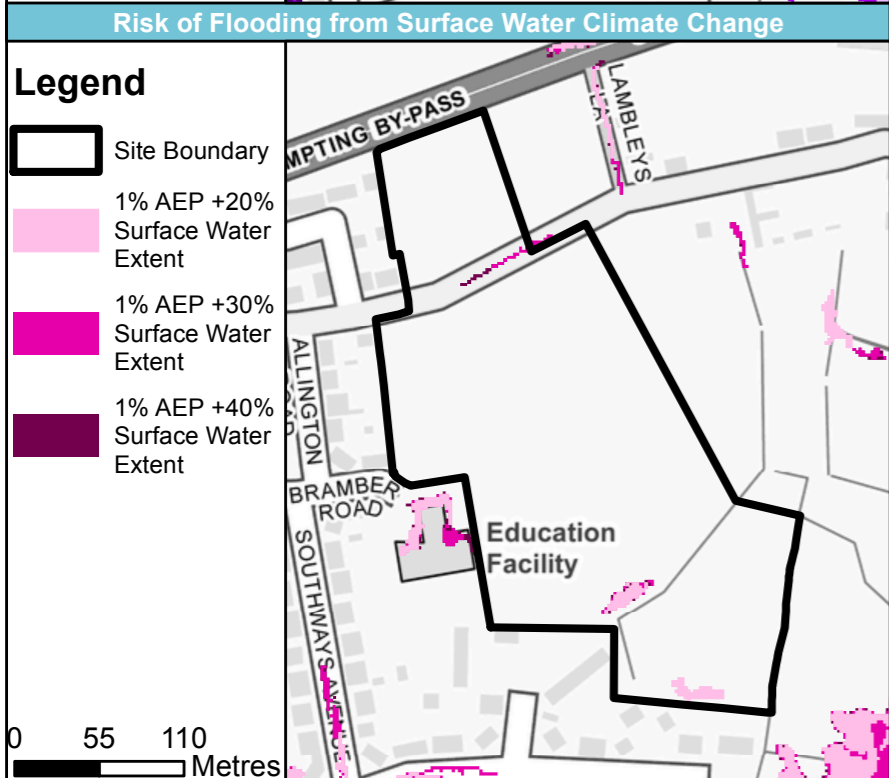 Risk of Flooding from Surface Water Climate Change
Legend
Site Boundary
1% AEP +20%
Surface Water
Extent
1% AEP +30%
Surface Water
Extent
1% AEP +40%
Surface Water
Extent
0 55 110
Metres
MPTING BY-PASS
LAMBLEYS
LA
ALLINGTON
OAD
BRAMBER
ROAD
SOUTHWAYS AVENUE
Education
Facility